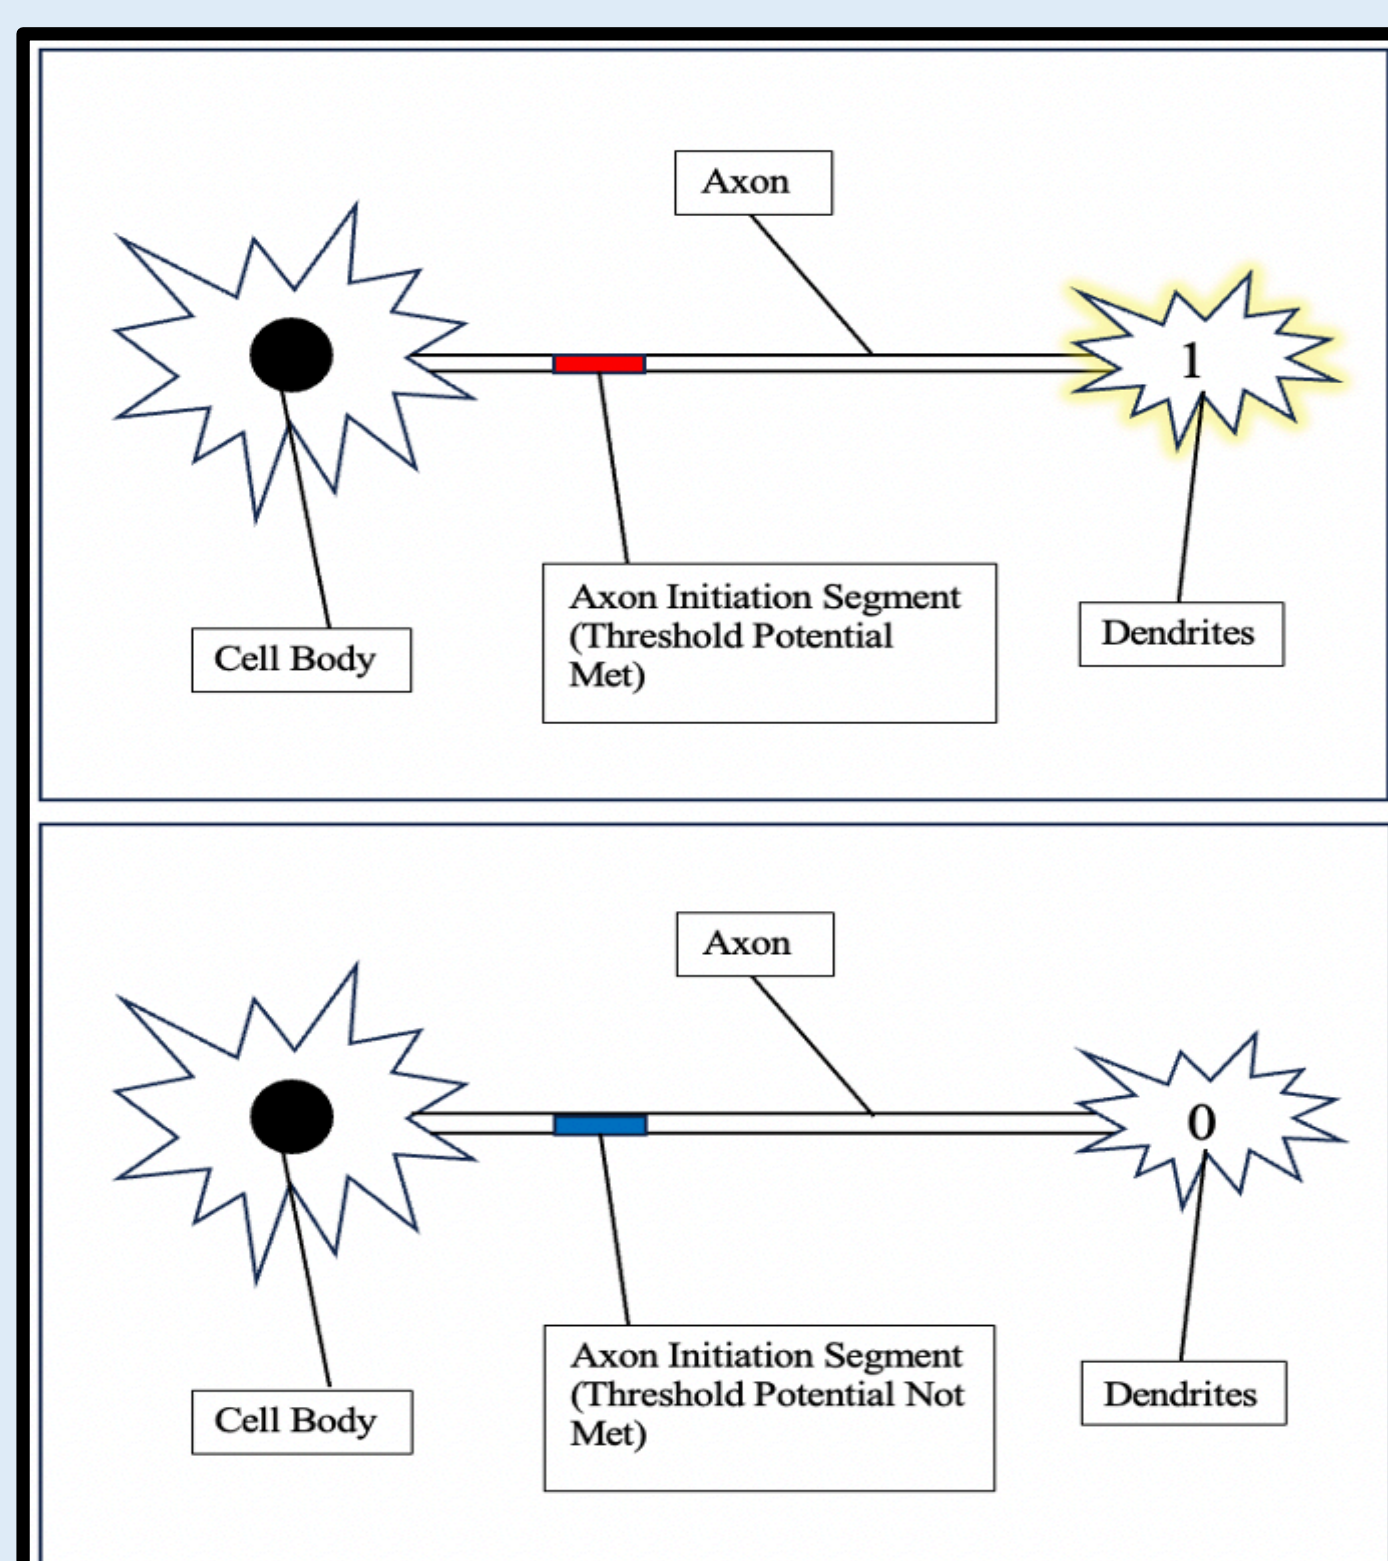 Axon
1
Axon Initiation Segment
(Threshold Potential
Met)
Dendrites
Cell Body
Axon
0
Axon Initiation Segment
(Threshold Potential Not
Met)
Dendrites
Cell Body